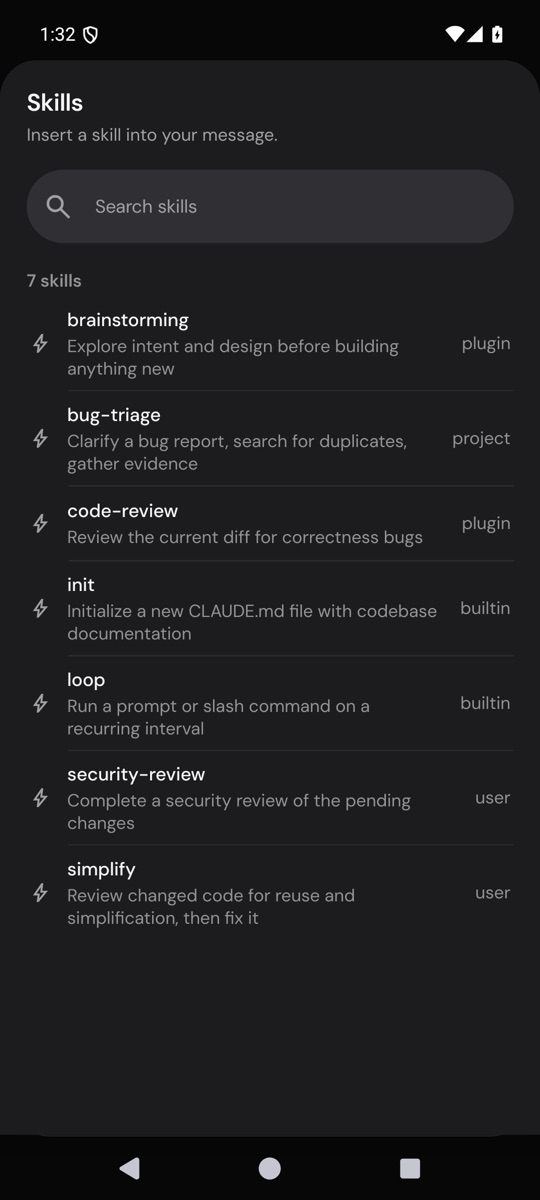 1:32
Skills
Insert a skill into your message.
Search skills
7 skills
brainstorming
Explore intent and design before building
anything new
plugin
bug-triage
Clarify a bug report, search for duplicates,
gather evidence
project
code-review
Review the current diff for correctness bugs
plugin
init
Initialize a new CLAUDE.md file with codebase
documentation
builtin
loop
Run a prompt or slash command on a
recurring interval
builtin
security-review
Complete a security review of the pending
changes
user
simplify
Review changed code for reuse and
simplification, then fix it
user